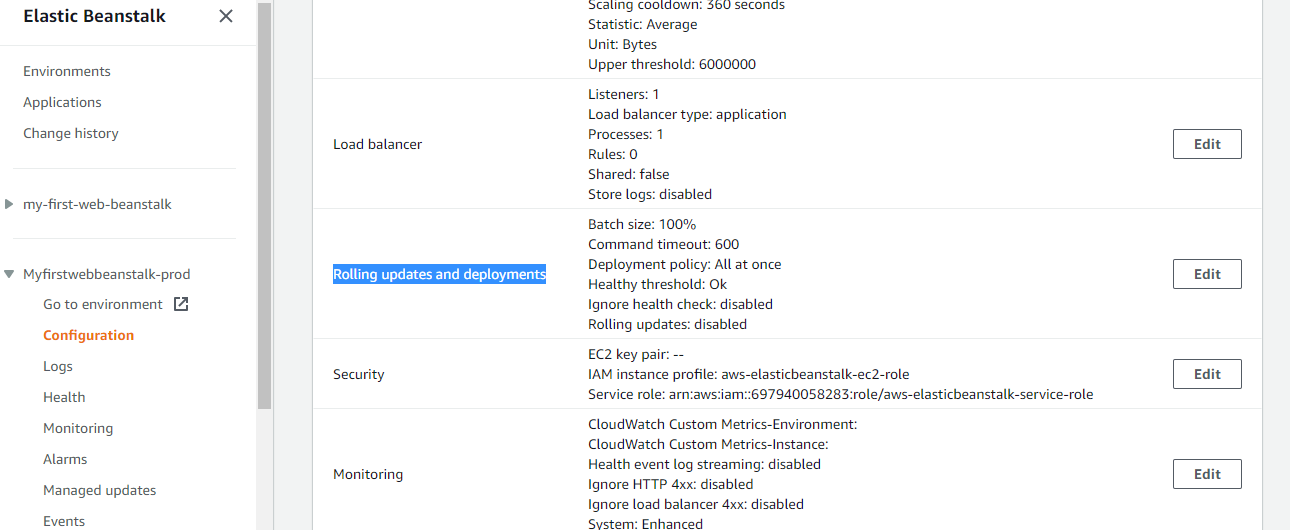 Elastic Beanstalk
Environments
Applications
Change history
my-first-web-beanstalk
Myfirstwebbeanstalk-prod
Go to environment
Configuration
Logs
Health
Monitoring
Alarms
Managed updates
Events
Scaling cooldown: 360 seconds
Statistic: Average
Unit: Bytes
Upper threshold: 6000000
Load balancer
Listeners: 1
Load balancer type: application
Processes: 1
Rules: 0
Shared: false
Store logs: disabled
Edit
Rolling updates and deployments
Batch size: 100%
Command timeout: 600
Deployment policy: All at once
Healthy threshold: Ok
Ignore health check: disabled
Rolling updates: disabled
Edit
Security
EC2 key pair: --
IAM instance profile: aws-elasticbeanstalk-ec2-role
Service role: arn:aws:iam::697940058283:role/aws-elasticbeanstalk-service-role
Edit
Monitoring
CloudWatch Custom Metrics-Environment:
CloudWatch Custom Metrics-Instance:
Health event log streaming: disabled
Ignore HTTP 4xx: disabled
Ignore load balancer 4xx: disabled
System: Enhanced
Edit